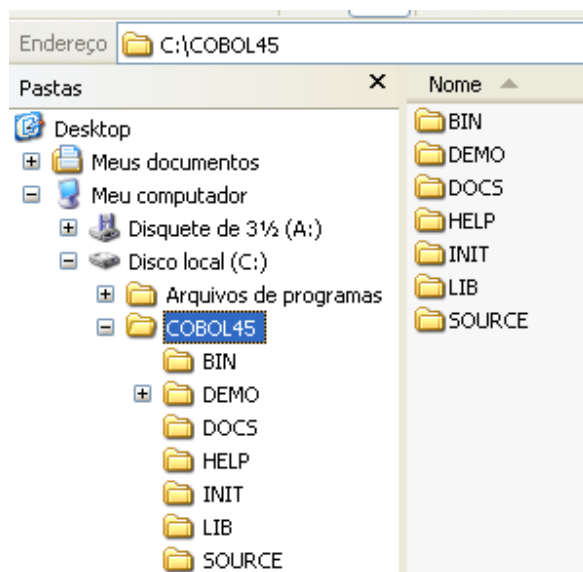 Endereço C:\COBOL45
Pastas
Desktop
Meus documentos
Meu computador
Disquete de 3½ (A:)
Disco local (C:)
Arquivos de programas
COBOL45
BIN
DEMO
DOCS
HELP
INIT
LIB
SOURCE
Nome
BIN
DEMO
DOCS
HELP
INIT
LIB
SOURCE